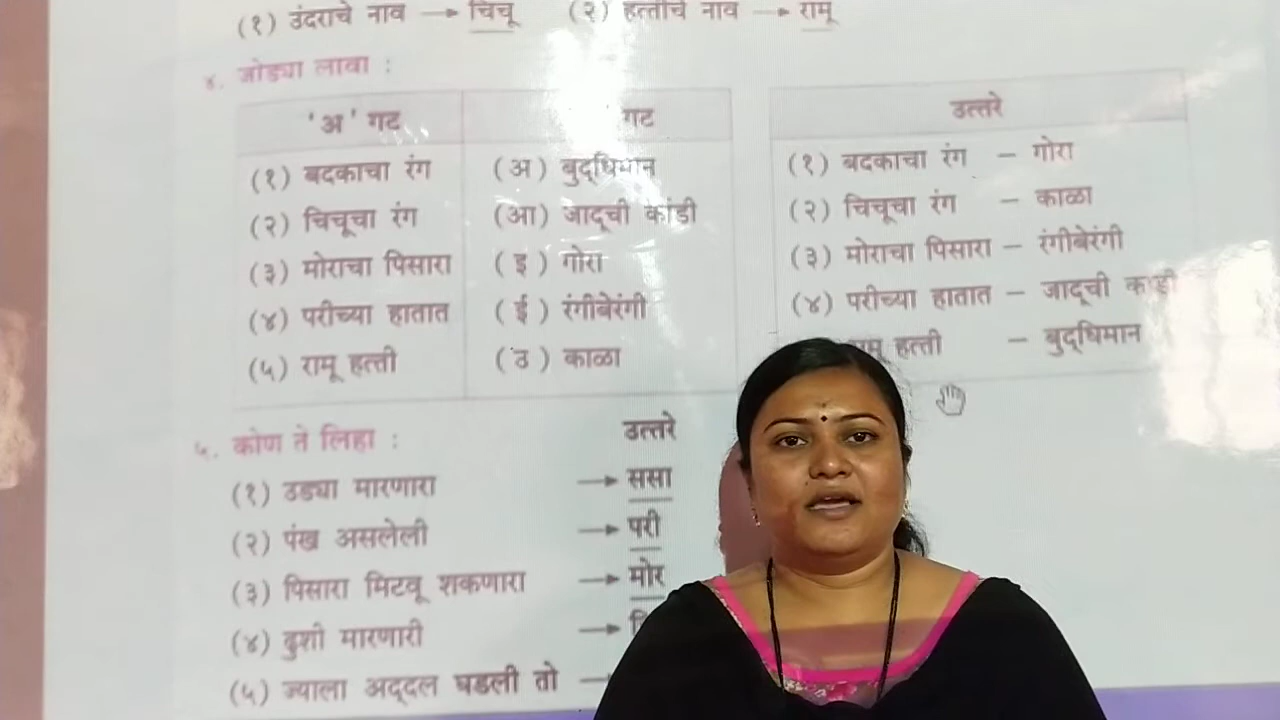 (१) उंदराचे नाव → चिचू (२) हत्तीचे नाव → रामू
४. जोड्या लावा :
'अ' गट गट उत्तरे
(१) बदकाचा रंग (अ) बुद्धिमान (१) बदकाचा रंग – गोरा
(२) चिचूचा रंग (आ) जादूची कांडी (२) चिचूचा रंग – काळा
(३) मोराचा पिसारा (इ) गोरा (३) मोराचा पिसारा – रंगीबेरंगी
(४) परीच्या हातात (ई) रंगीबेरंगी (४) परीच्या हातात – जादूची कांडी
(५) रामू हत्ती (उ) काळा रामू हत्ती – बुद्धिमान
५. कोण ते लिहा : उत्तरे
(१) उड्या मारणारा → ससा
(२) पंख असलेली → परी
(३) पिसारा मिटवू शकणारा → मोर
(४) ढुशी मारणारी →
(५) ज्याला अद्दल घडली तो →